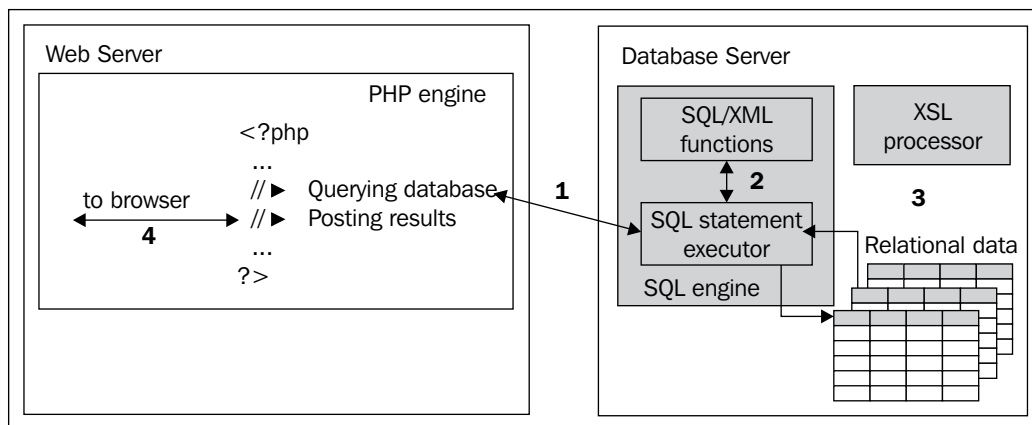 Web Server
PHP engine
<?php
...
//► Querying database
//► Posting results
...
?>
to browser
4
1
Database Server
SQL/XML
functions
2
SQL statement
executor
SQL engine
XSL
processor
3
Relational data